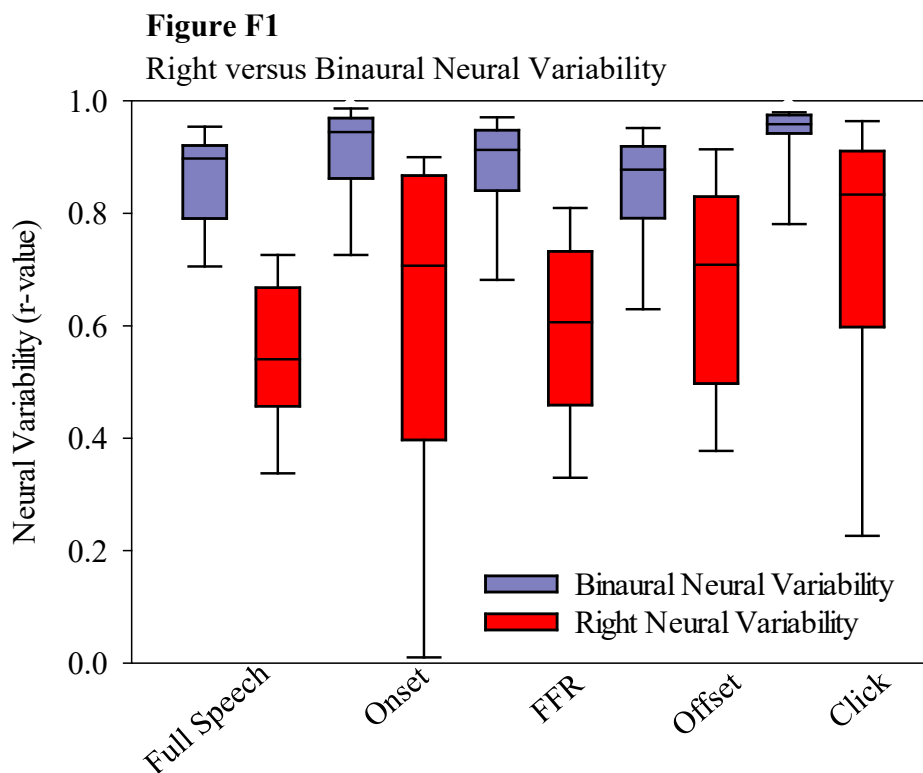 Figure F1
Right versus Binaural Neural Variability
Neural Variability (r-value)
1.0
0.8
0.6
0.4
0.2
0.0
Binaural Neural Variability
Right Neural Variability
Full Speech
Onset
FFR
Offset
Click